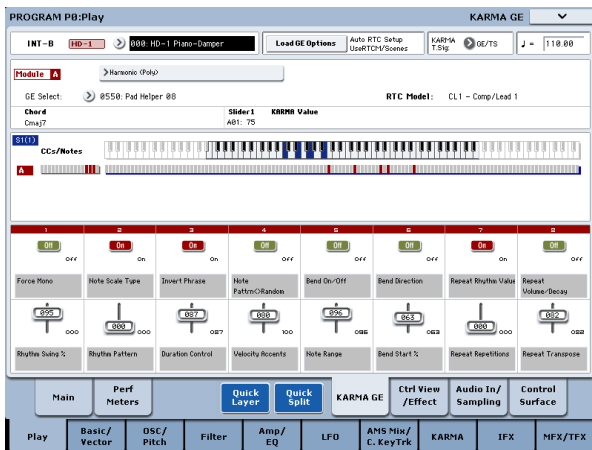 PROGRAM P0:Play KARMA GE
INT-B HD-1 000: HD-1 Piano-Damper Load GE Options Auto RTC Setup KARMA GE/TS ♩= 110.00
UseRTCM/Scenes T.Sig:
Module A Harmonic (Poly)
GE Select: 0550: Pad Helper 08 RTC Model: CL1 - Comp/Lead 1
Chord Slider1 KARMA Value
Cmaj7 A01: 75
S1(1)
CCs/Notes
A
1 2 3 4 5 6 7 8
Off On On Off Off Off On Off
Off On On Off Off Off On Off
Force Mono Note Scale Type Invert Phrase Note Bend On/Off Bend Direction Repeat Rhythm Value Repeat
Pattrn<>Random Volume/Decay
095 000 087 080 096 063 000 082
000 000 087 100 086 063 000 082
Rhythm Swing % Rhythm Pattern Duration Control Velocity Accents Note Range Bend Start % Repeat Repetitions Repeat Transpose
Main Perf Meters Quick Layer Quick Split KARMA GE Ctrl View /Effect Audio In/ Sampling Control Surface
Play Basic/ Vector OSC/ Pitch Filter Amp/ EQ LFO AMS Mix/ C. KeyTrk KARMA IFX MFX/TFX